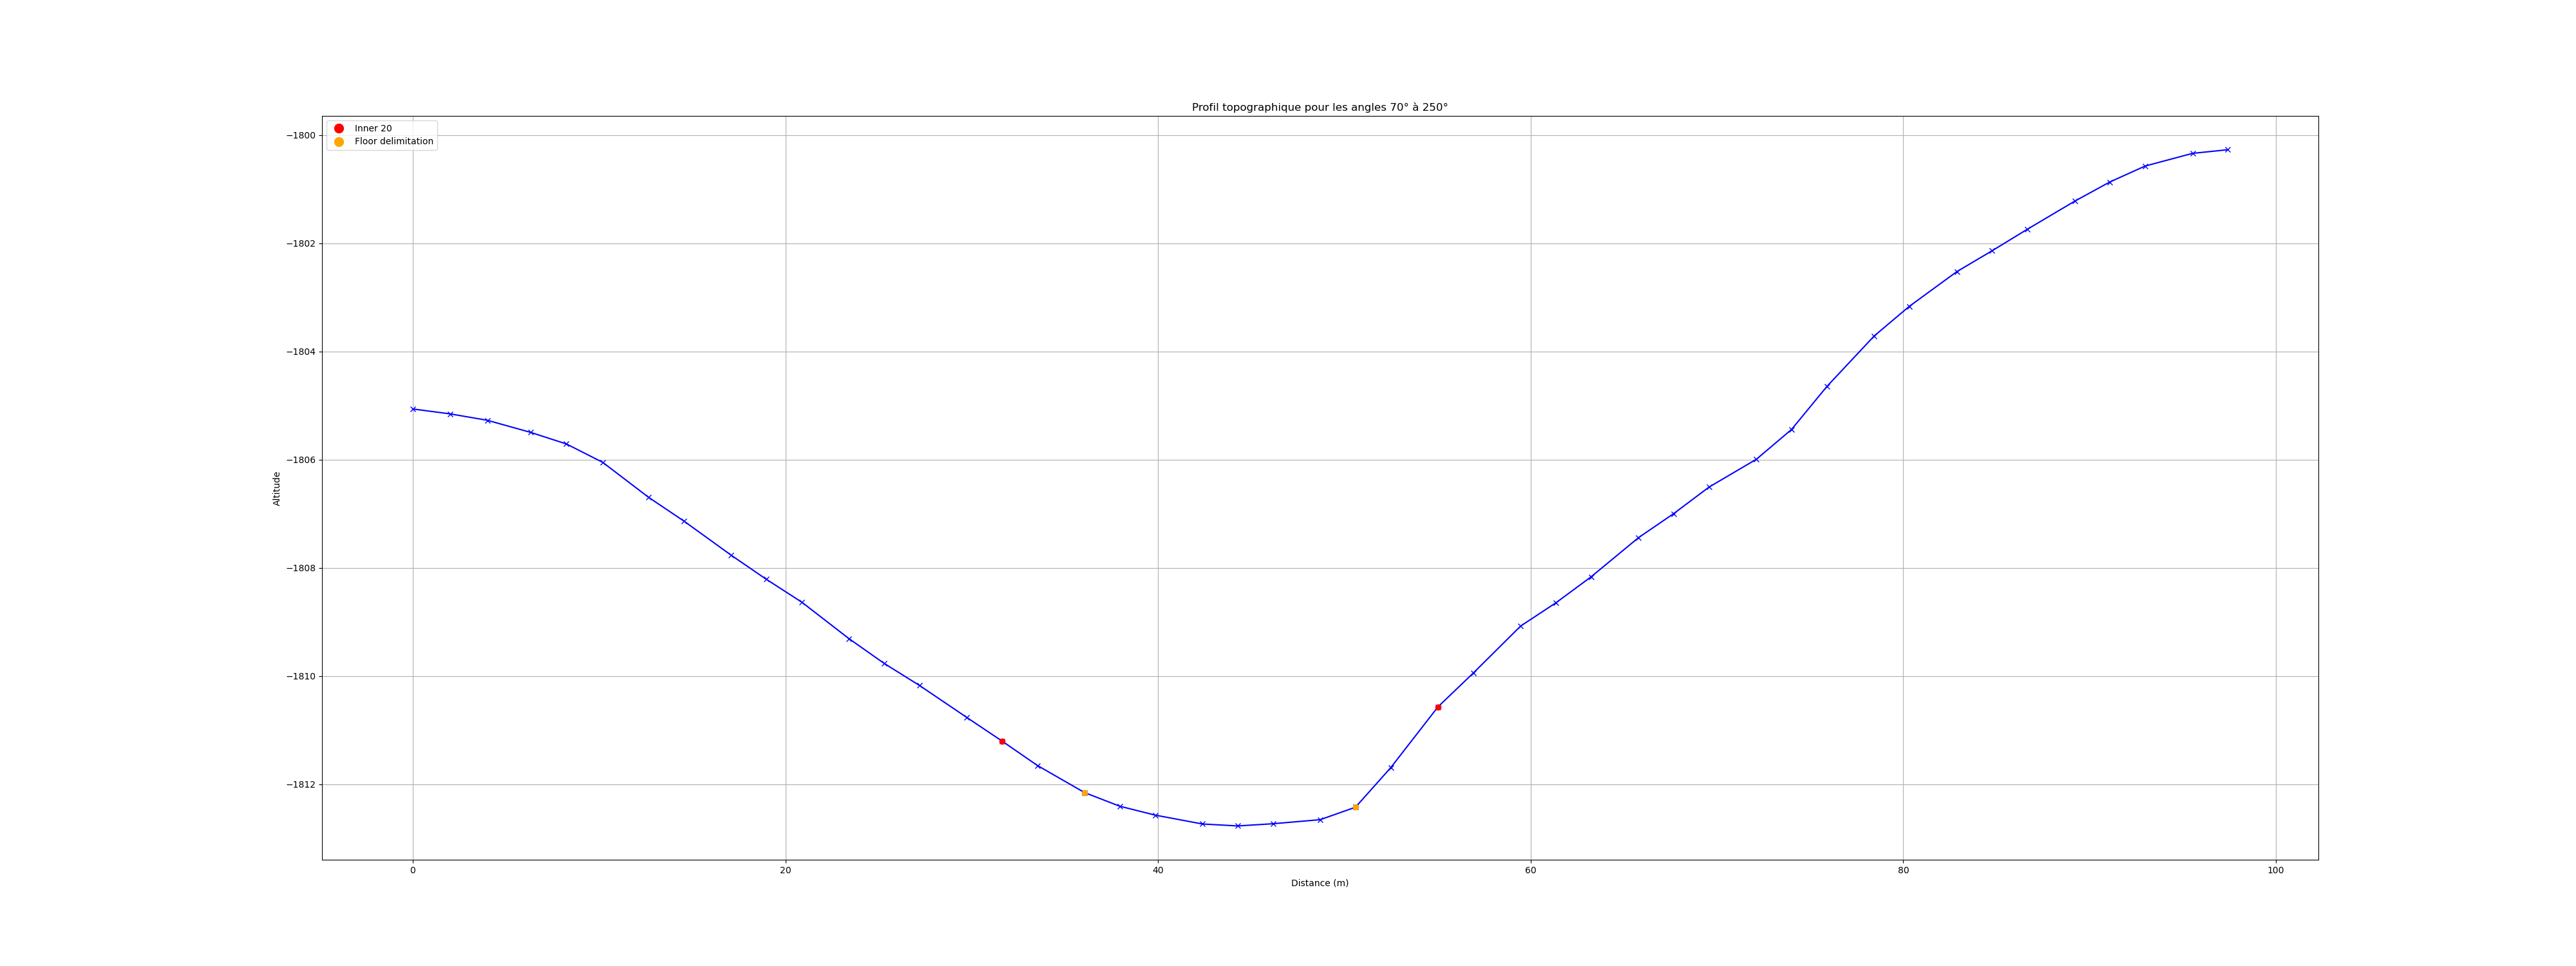 Profil topographique pour les angles 70° à 250°
Inner 20
Floor delimitation
−1800
−1802
−1804
−1806
−1808
−1810
−1812
Altitude
0 20 40 60 80 100
Distance (m)